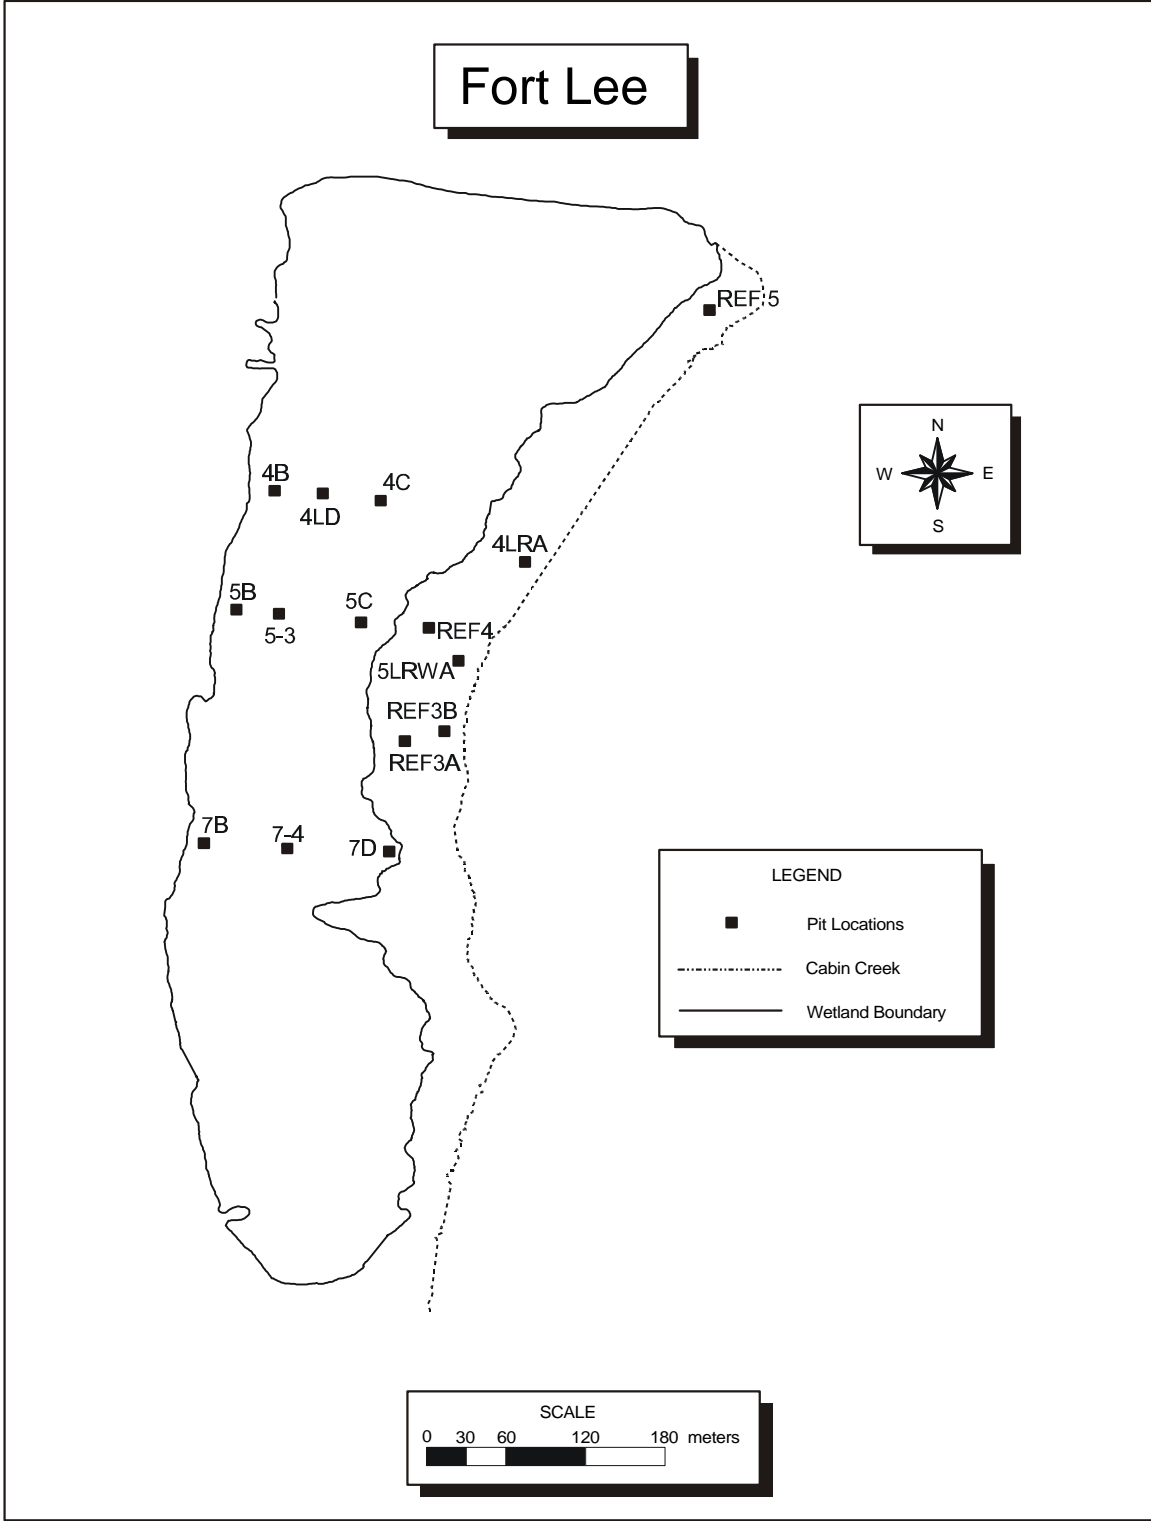 Fort Lee
REF 5
N
W E
S
4B
4C
4LD
4LRA
5B
5C
5-3
REF4
5LRWA
REF3B
REF3A
7B
7-4
7D
LEGEND
Pit Locations
Cabin Creek
Wetland Boundary
SCALE
0 30 60 120 180 meters